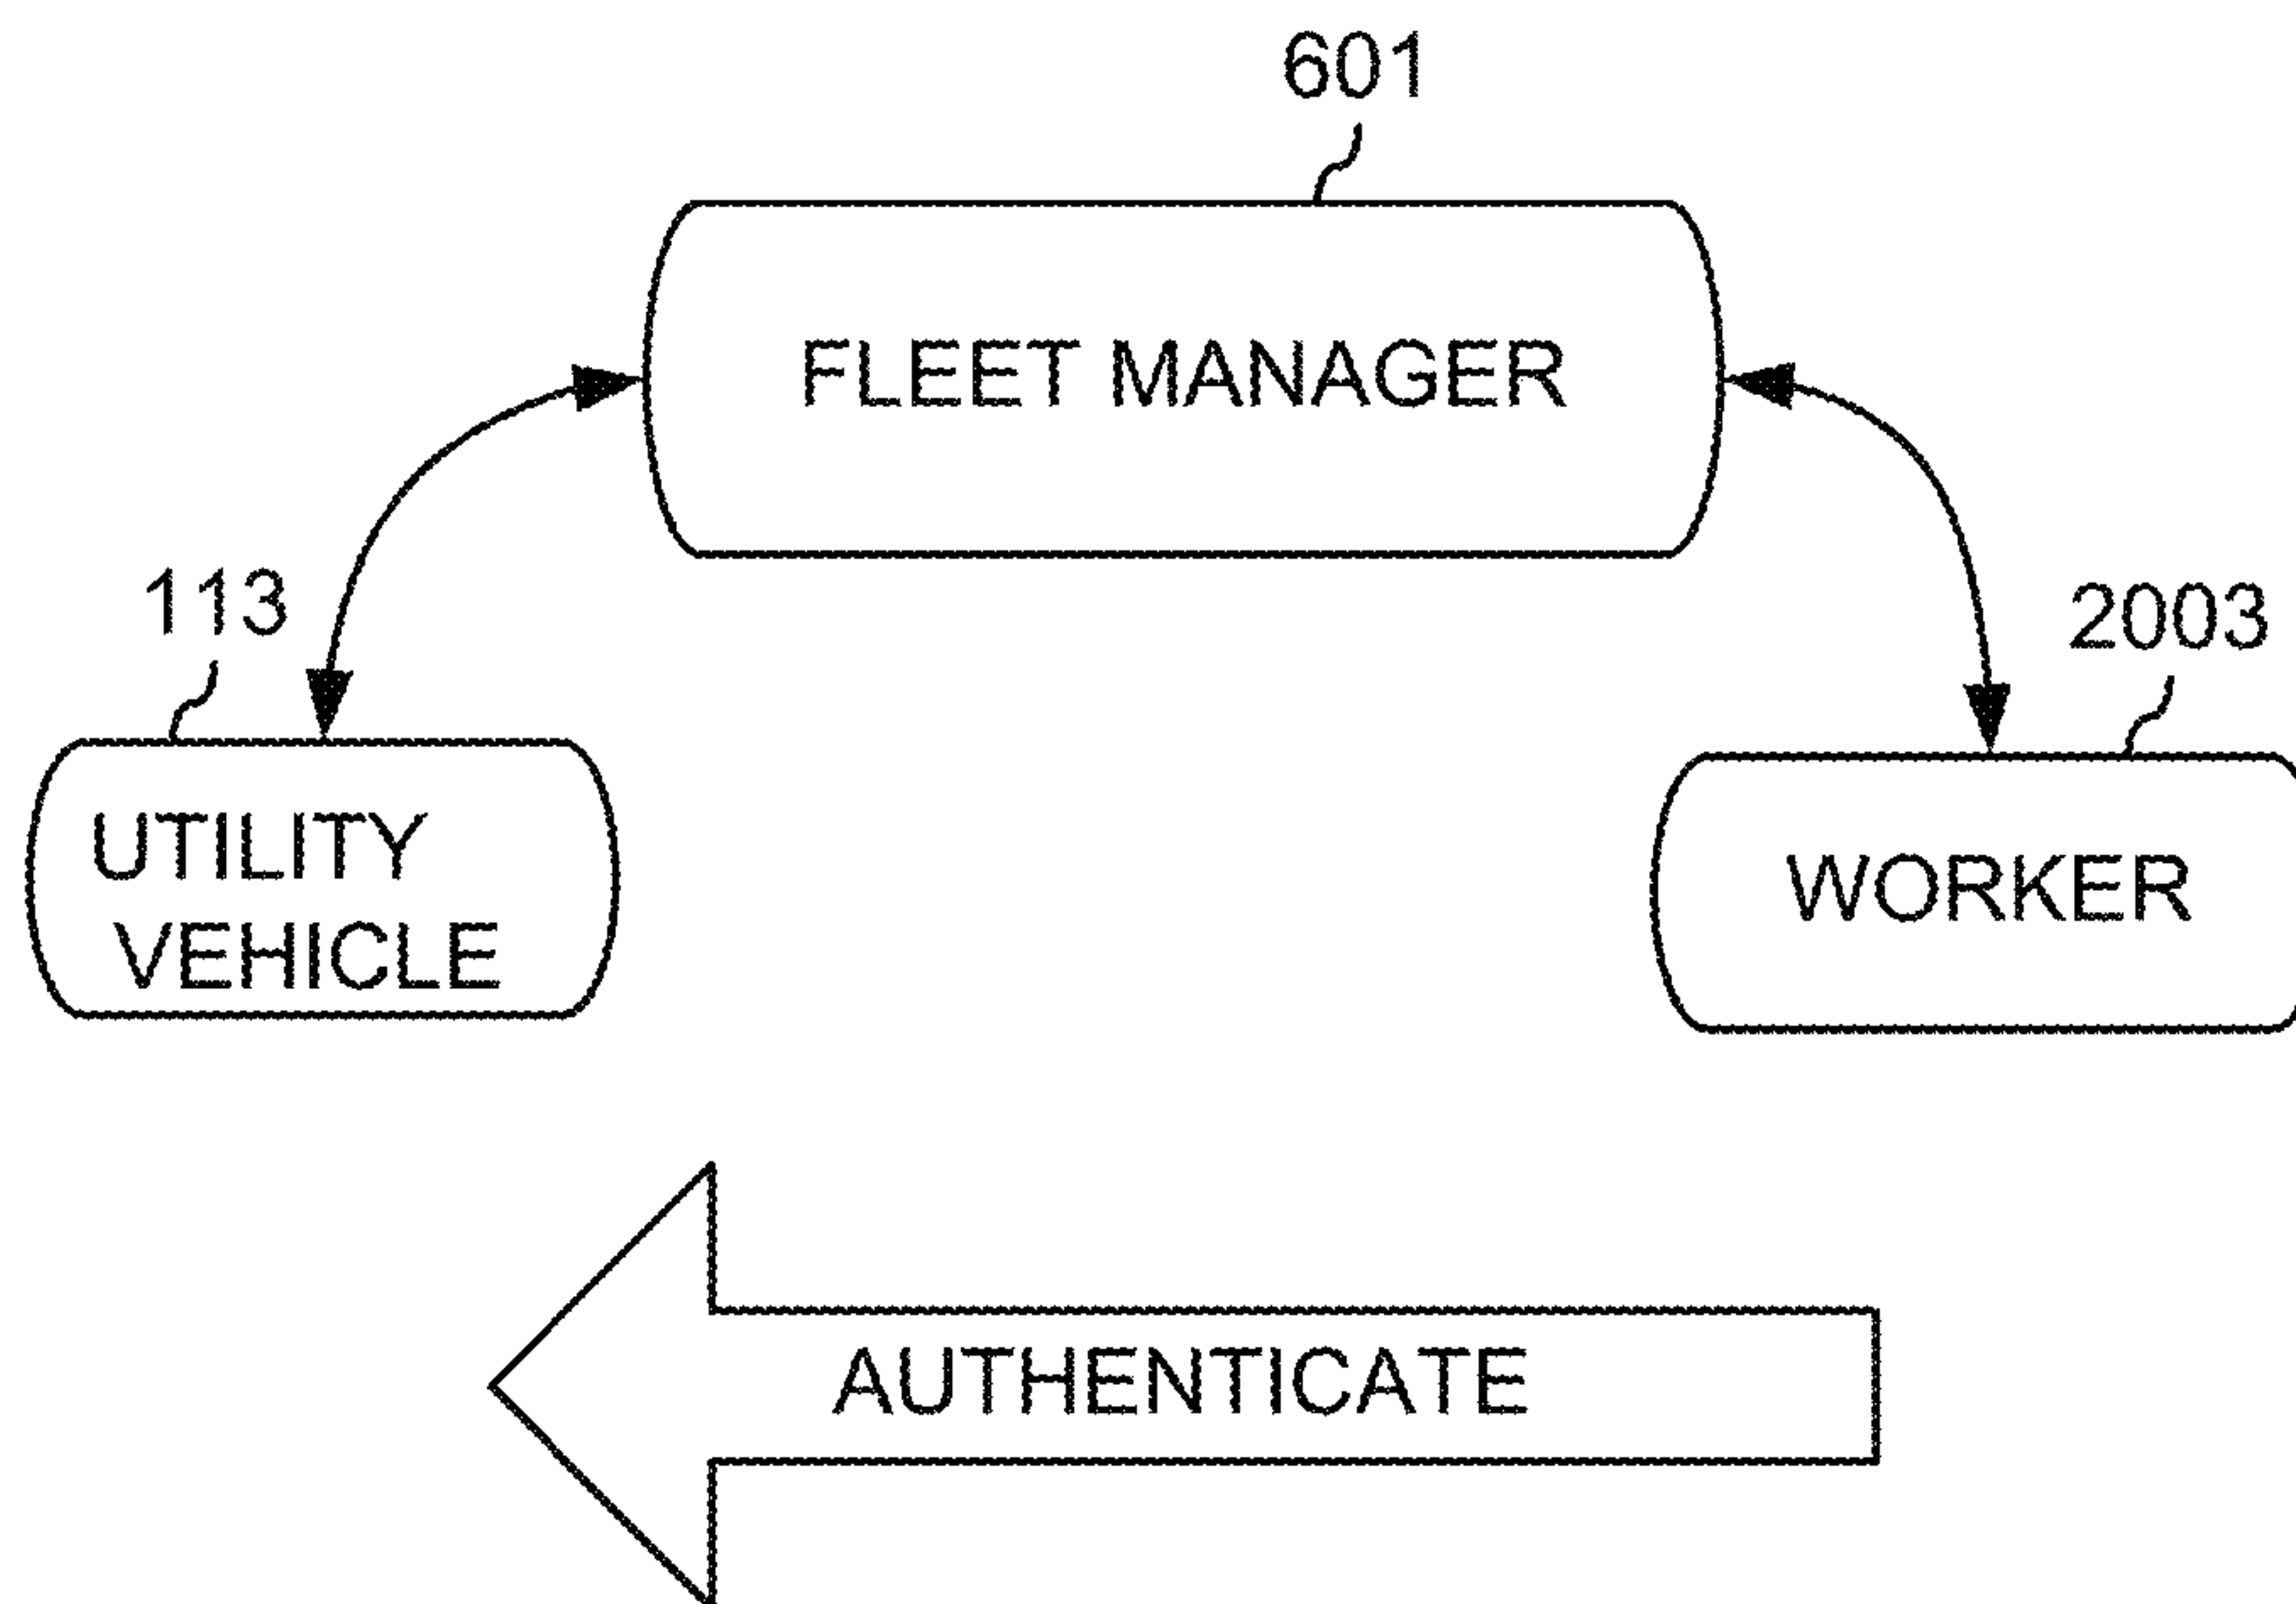 601
FLEET MANAGER
113
2003
UTILITY
VEHICLE
WORKER
AUTHENTICATE